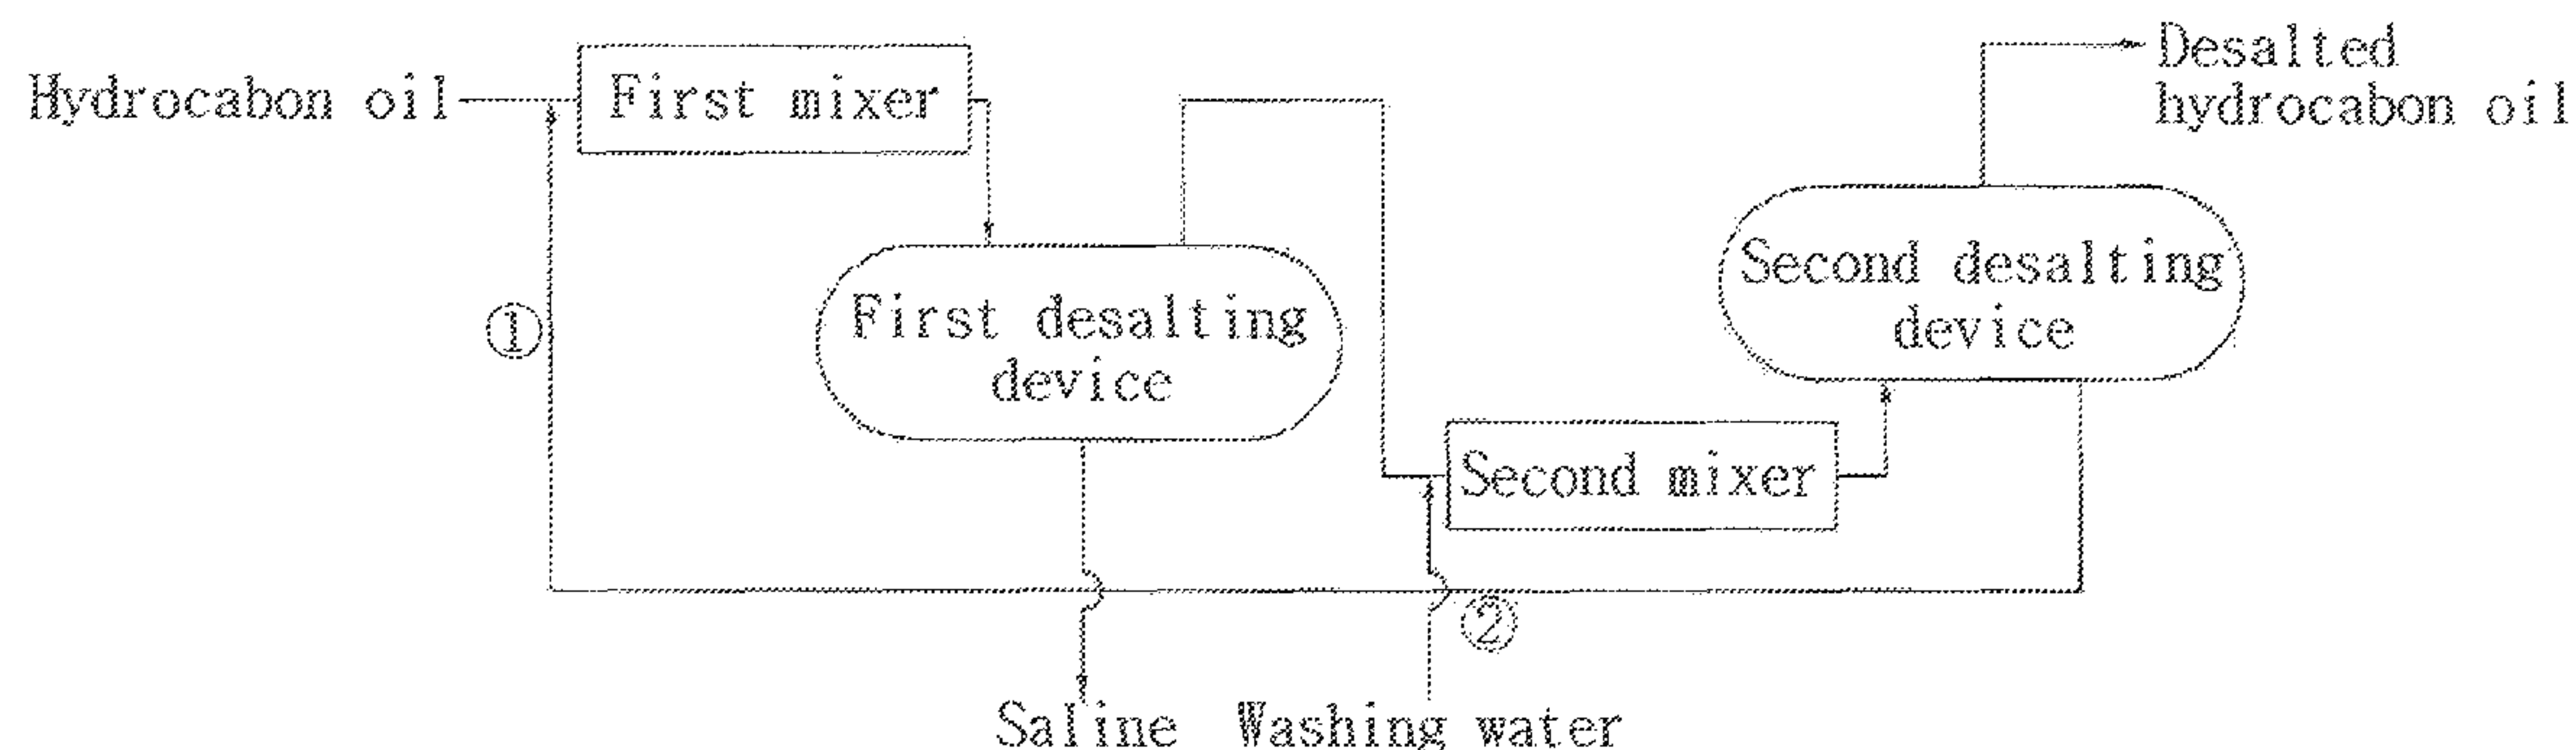 Hydrocabon oil
First mixer
Desalted
hydrocabon oil
First desalting
device
Second desalting
device
①
Second mixer
②
Saline
Washing water